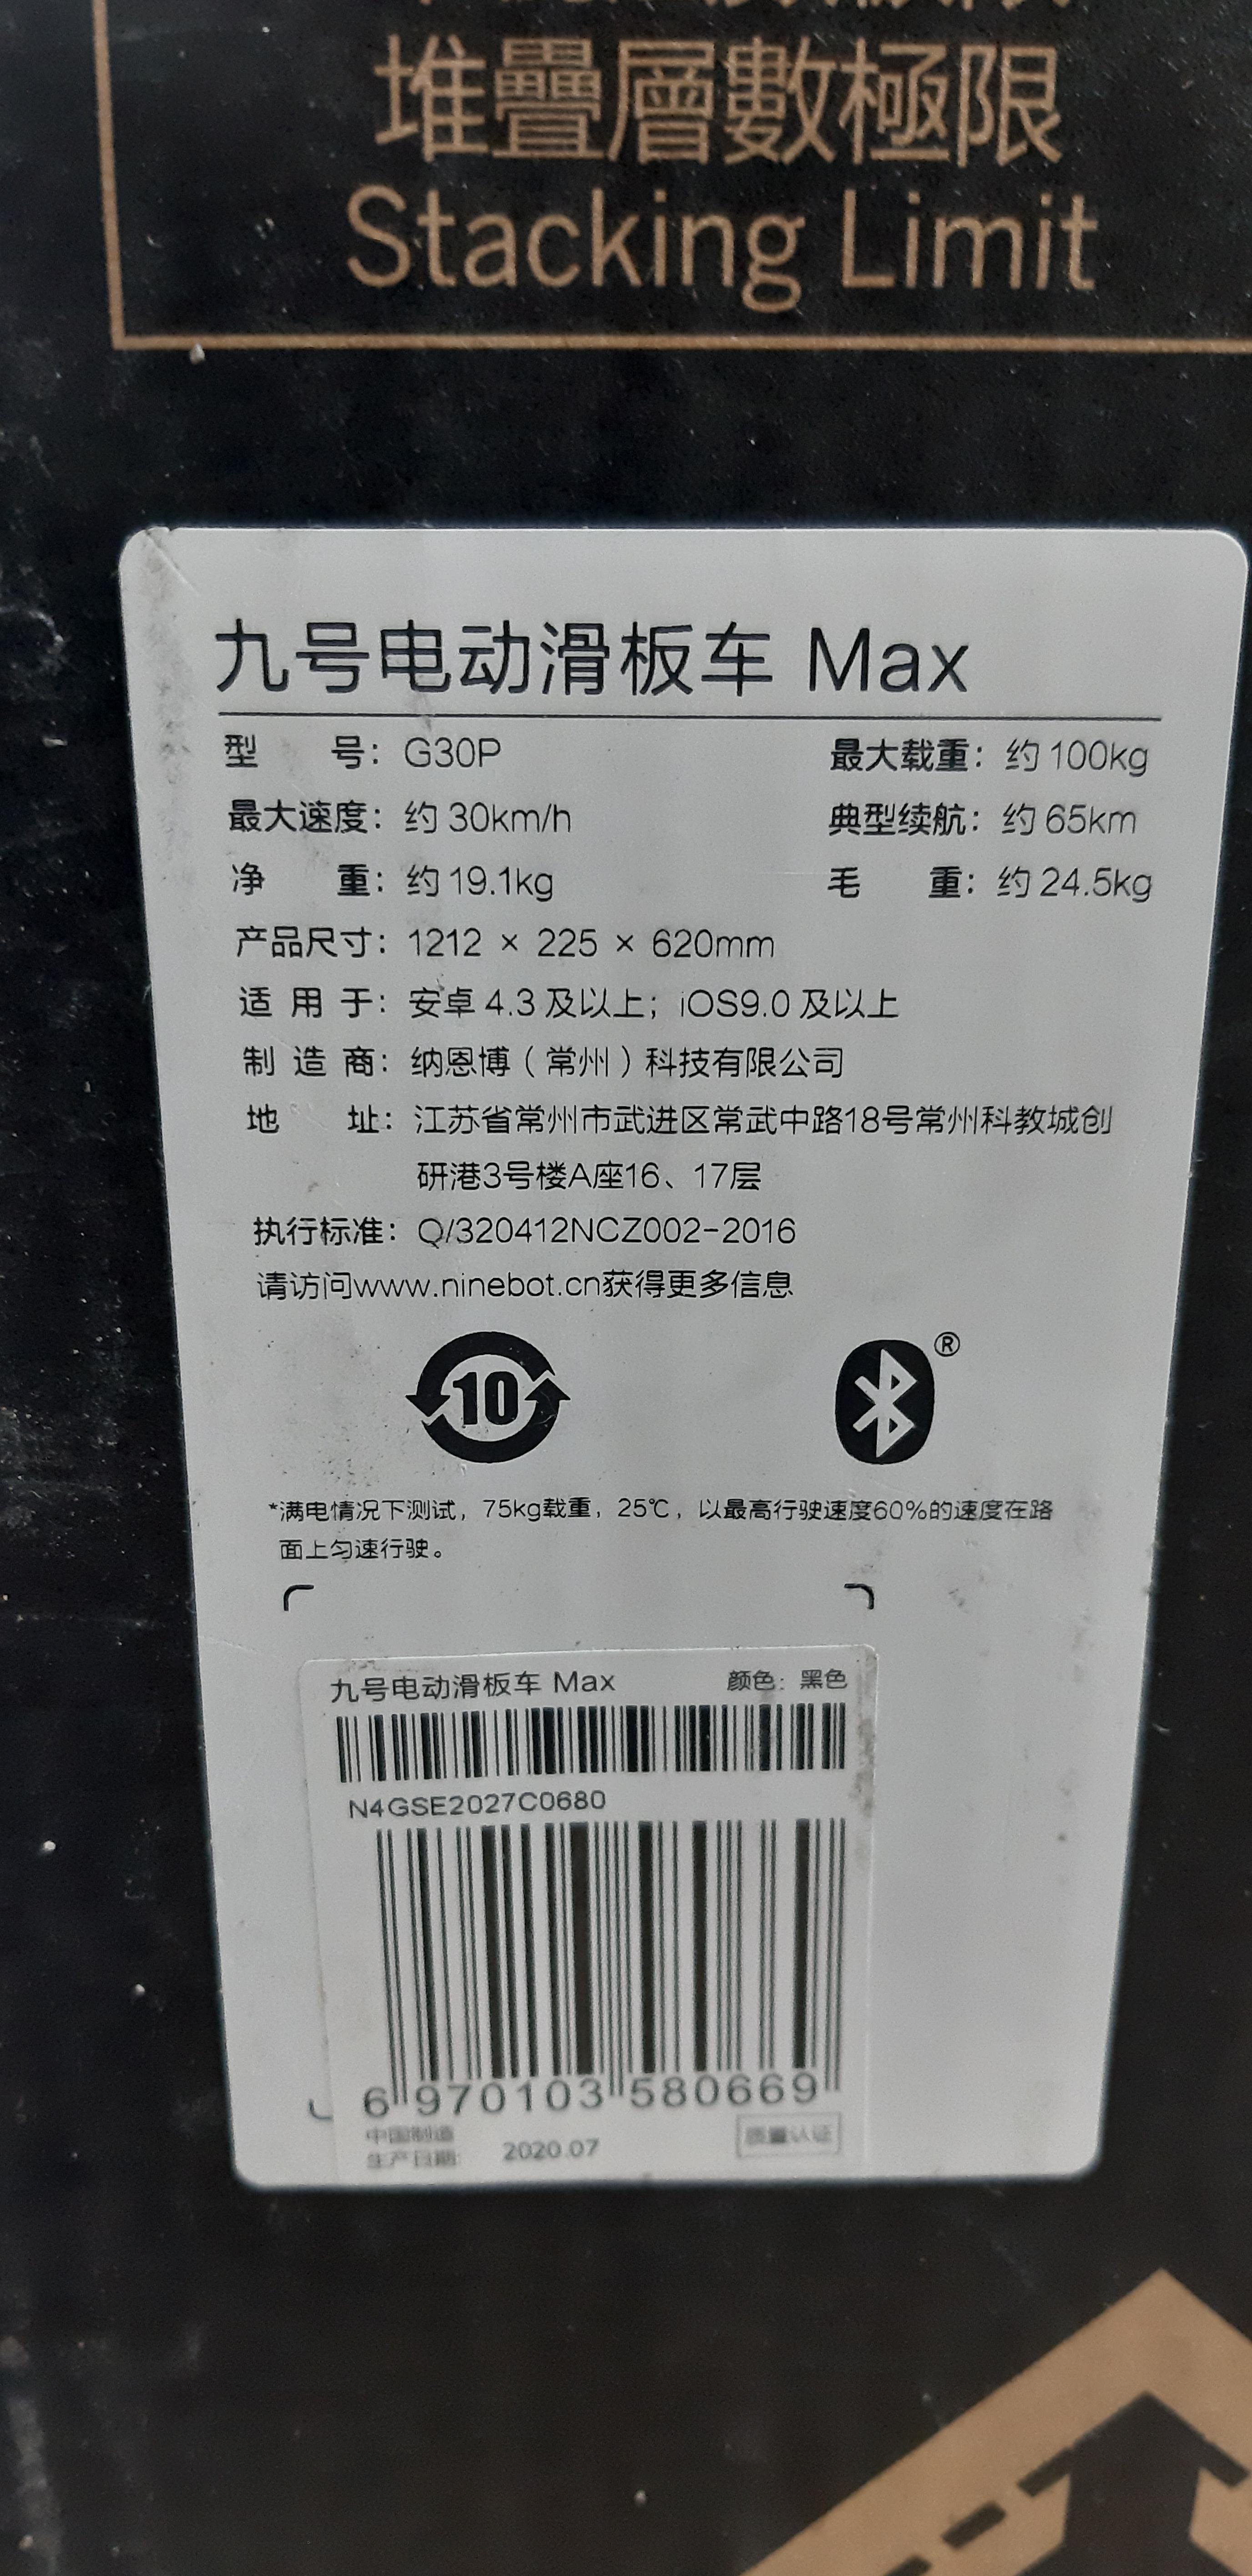 堆疊層數極限
Stacking Limit
九号电动滑板车 Max
型 号：G30P 最大载重：约 100kg
最大速度：约 30km/h 典型续航：约 65km
净 重：约 19.1kg 毛 重：约 24.5kg
产品尺寸：1212 × 225 × 620mm
适 用 于：安卓 4.3 及以上；iOS9.0 及以上
制 造 商：纳恩博（常州）科技有限公司
地 址：江苏省常州市武进区常武中路18号常州科教城创
研港3号楼A座16、17层
执行标准：Q/320412NCZ002-2016
请访问www.ninebot.cn获得更多信息
10
®
*满电情况下测试，75kg载重，25℃，以最高行驶速度60%的速度在路
面上匀速行驶。
九号电动滑板车 Max 颜色：黑色
N4GSE2027C0680
6 970103 580669
中国制造
生产日期： 2020.07 质量认证